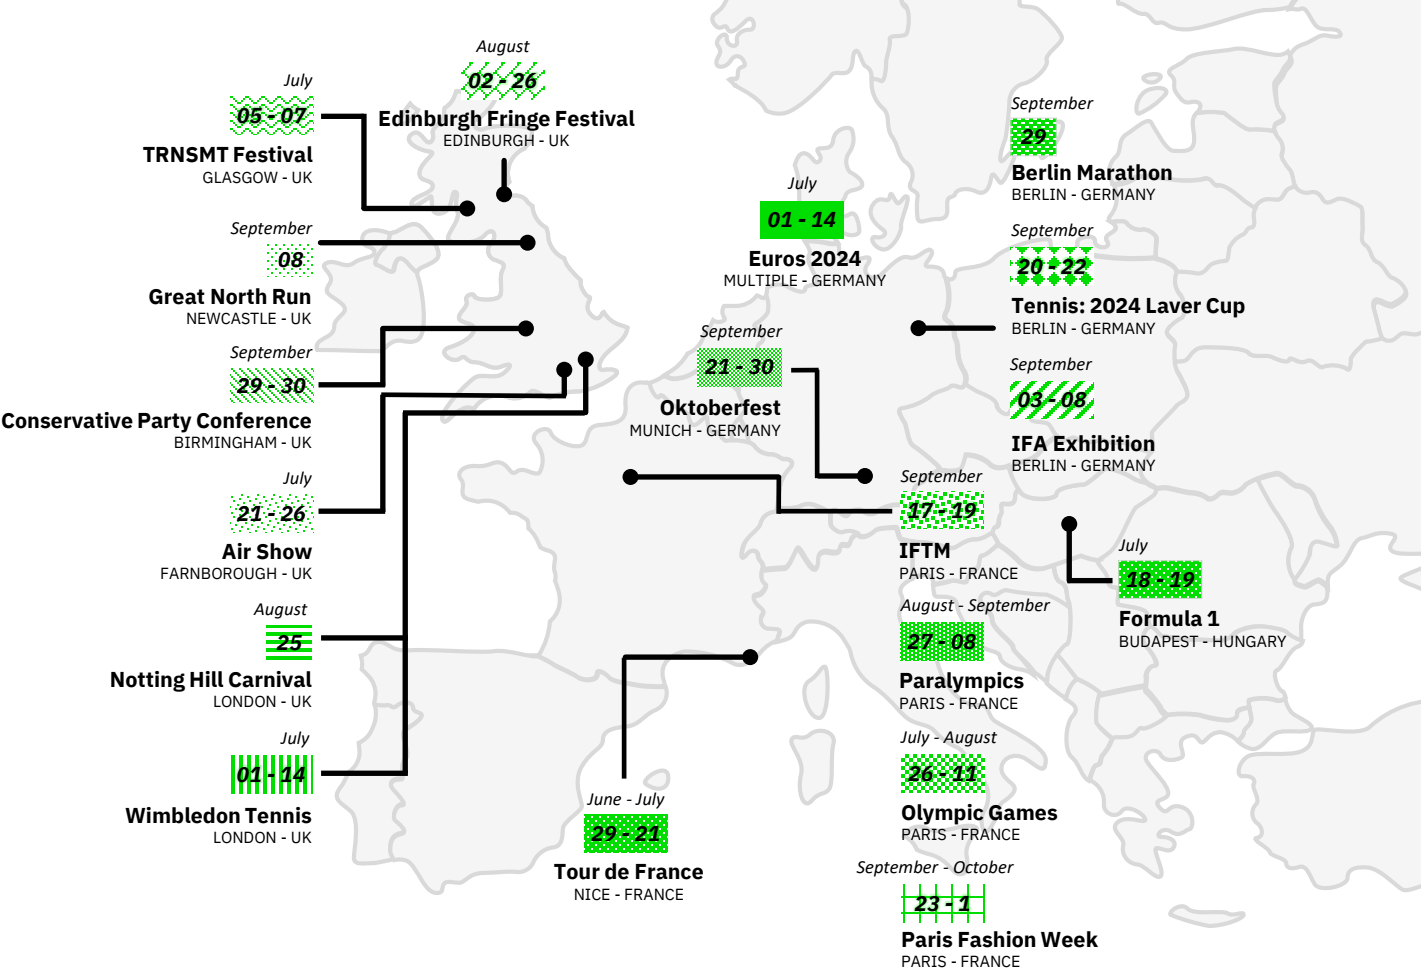 July
05 - 07
TRNSMT Festival
GLASGOW - UK
August
02 - 26
Edinburgh Fringe Festival
EDINBURGH - UK
September
08
Great North Run
NEWCASTLE - UK
September
29 - 30
Conservative Party Conference
BIRMINGHAM - UK
July
21 - 26
Air Show
FARNBOROUGH - UK
August
25
Notting Hill Carnival
LONDON - UK
July
01 - 14
Wimbledon Tennis
LONDON - UK
June - July
29 - 21
Tour de France
NICE - FRANCE
July
01 - 14
Euros 2024
MULTIPLE - GERMANY
September
21 - 30
Oktoberfest
MUNICH - GERMANY
September
29
Berlin Marathon
BERLIN - GERMANY
September
20 - 22
Tennis: 2024 Laver Cup
BERLIN - GERMANY
September
03 - 08
IFA Exhibition
BERLIN - GERMANY
September
17 - 19
IFTM
PARIS - FRANCE
August - September
27 - 08
Paralympics
PARIS - FRANCE
July - August
26 - 11
Olympic Games
PARIS - FRANCE
September - October
23 - 1
Paris Fashion Week
PARIS - FRANCE
July
18 - 19
Formula 1
BUDAPEST - HUNGARY